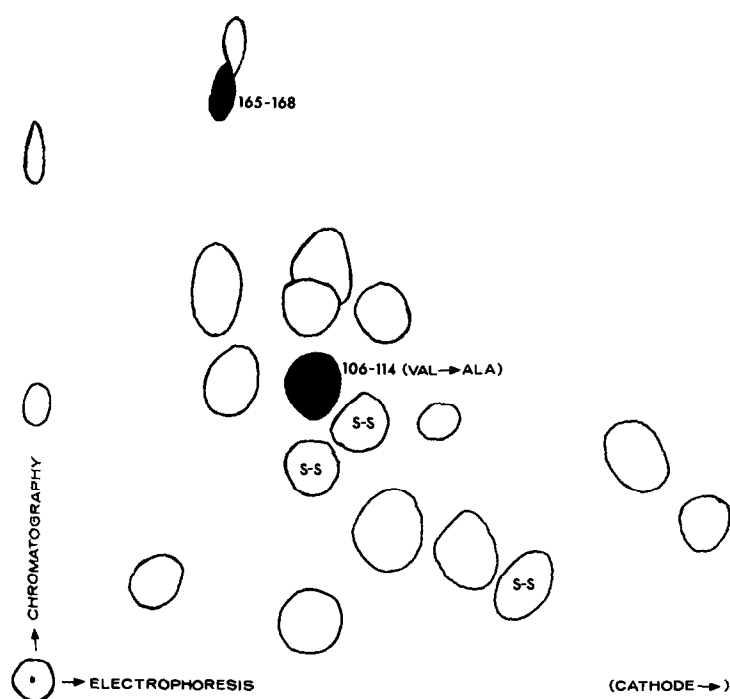 165-168
106-114 (VAL→ALA)
S-S
S-S
S-S
→ CHROMATOGRAPHY
→ ELECTROPHORESIS
(CATHODE→)